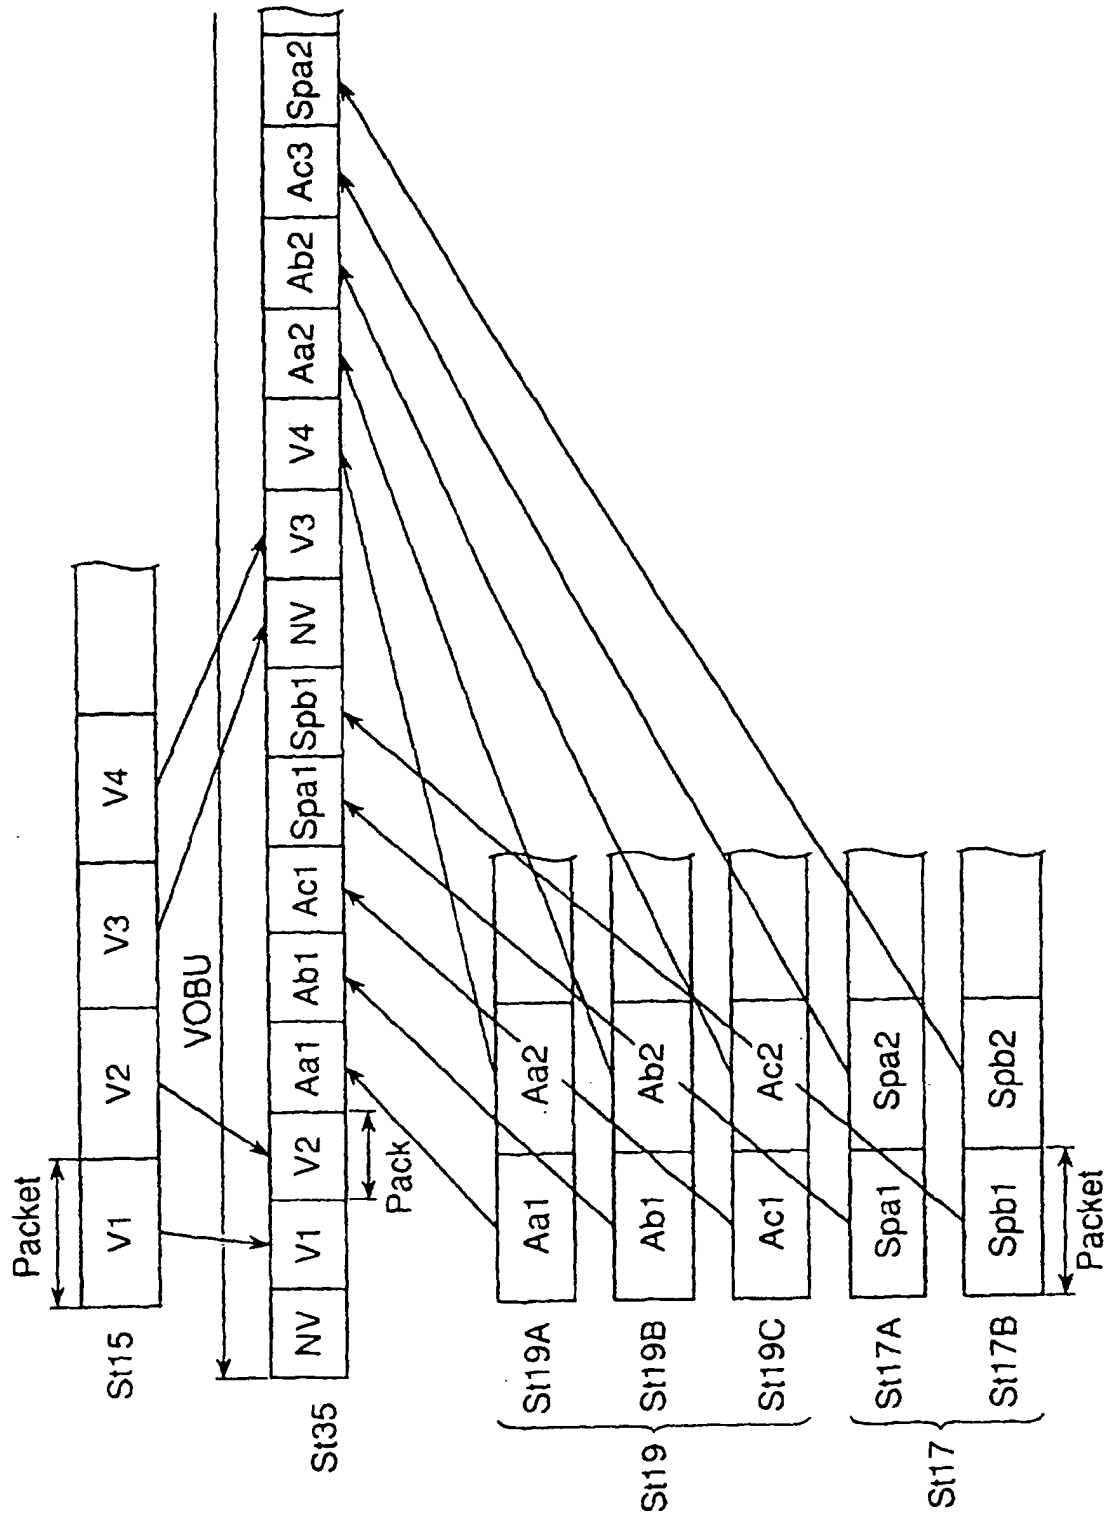 Packet
St15 V1 V2 V3 V4
VOBU
St35 NV V1 V2 Aa1 Ab1 Ac1 Spa1 Spb1 NV V3 V4 Aa2 Ab2 Ac3 Spa2
Pack
St19
St19A Aa1 Aa2
St19B Ab1 Ab2
St19C Ac1 Ac2
St17
St17A Spa1 Spa2
St17B Spb1 Spb2
Packet